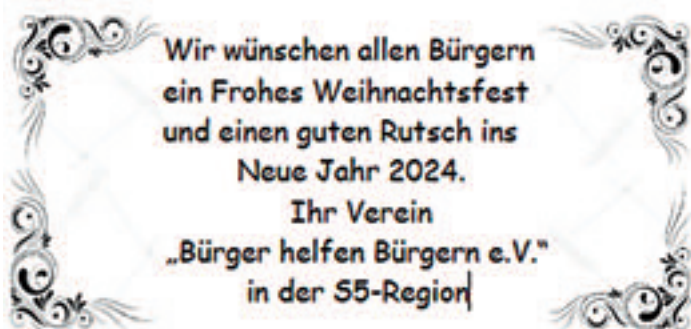 Wir wünschen allen Bürgern
ein Frohes Weihnachtsfest
und einen guten Rutsch ins
Neue Jahr 2024.
Ihr Verein
„Bürger helfen Bürgern e.V.“
in der S5-Region